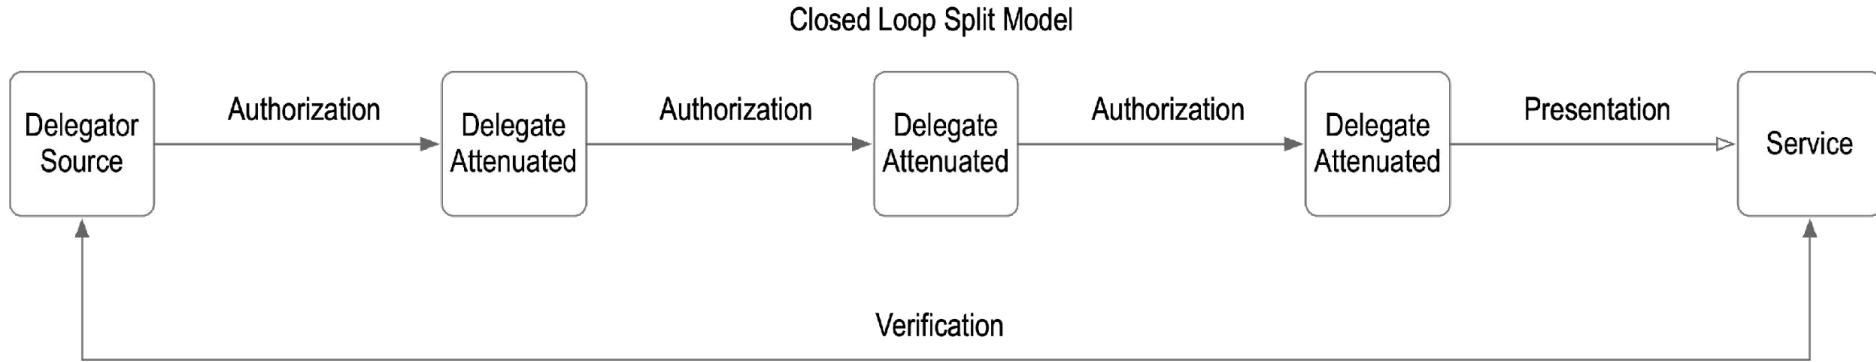 Closed Loop Split Model
Delegator
Source
Authorization
Delegate
Attenuated
Authorization
Delegate
Attenuated
Authorization
Delegate
Attenuated
Presentation
Service
Verification